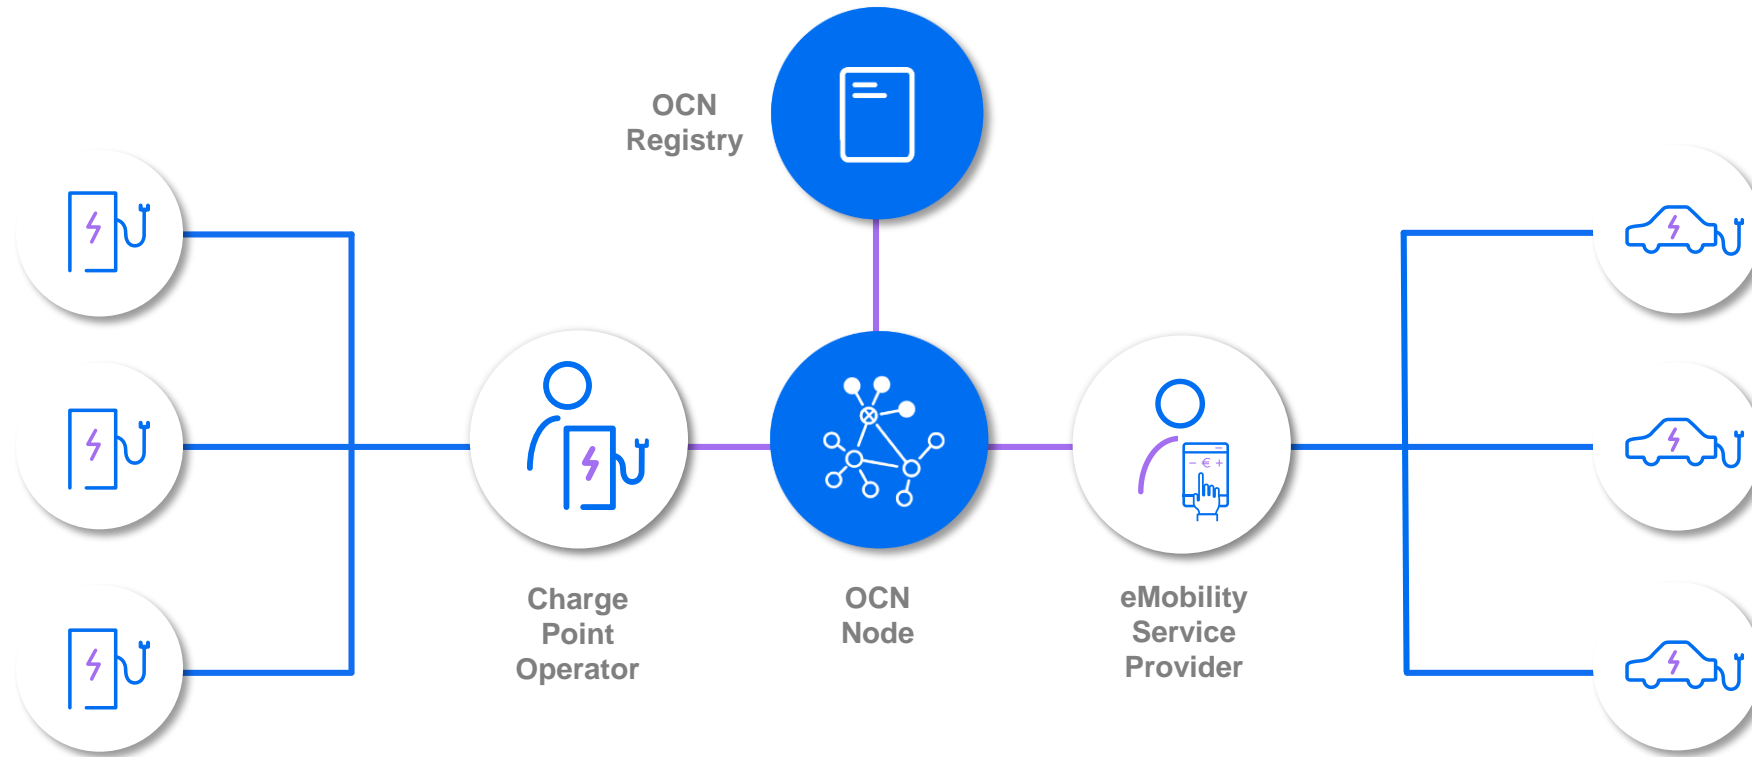 OCN
Registry
Charge
Point
Operator
OCN
Node
eMobility
Service
Provider
- € +